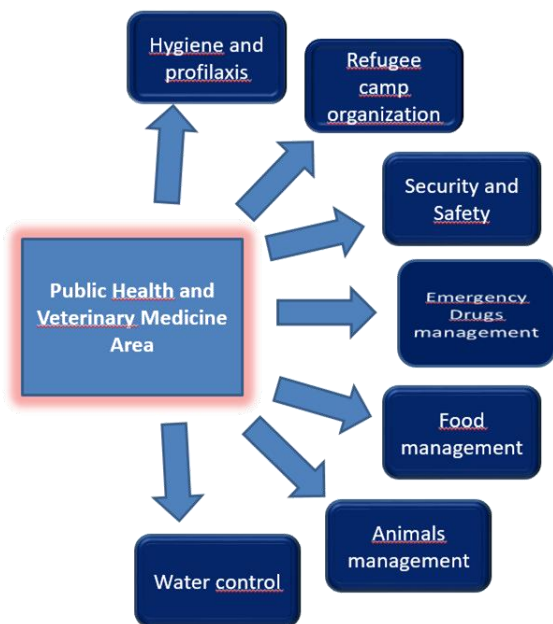 Hygiene and
profilaxis
Refugee
camp
organization
Security and
Safety
Public Health and
Veterinary Medicine
Area
Emergency
Drugs
management
Food
management
Animals
management
Water control